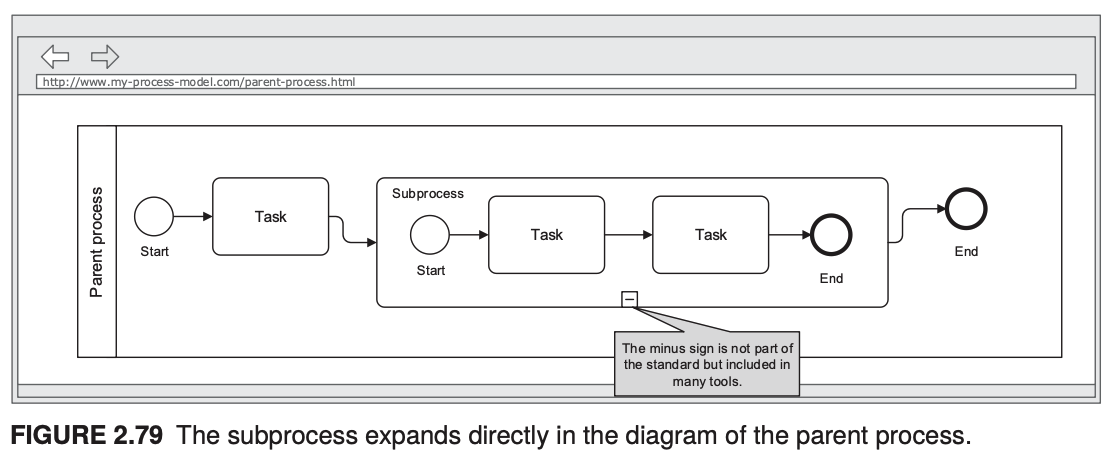 http://www.my-process-model.com/parent-process.html
Parent process
Start
Task
Subprocess
Start
Task
Task
End
End
The minus sign is not part of
the standard but included in
many tools.
FIGURE 2.79 The subprocess expands directly in the diagram of the parent process.